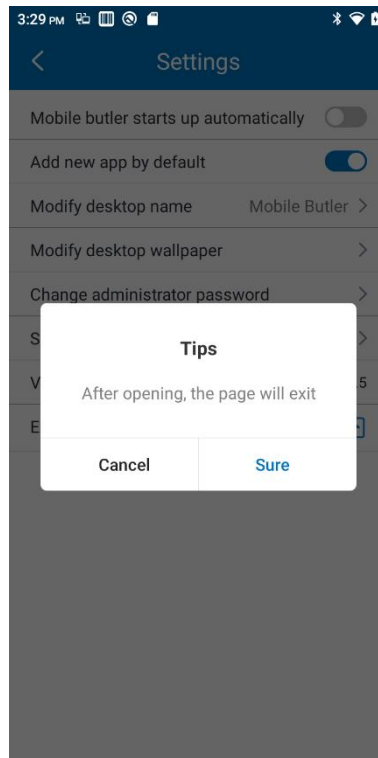 3:29 PM
Settings
Mobile butler starts up automatically
Add new app by default
Modify desktop name Mobile Butler
Modify desktop wallpaper
Change administrator password
S
Tips
V
After opening, the page will exit
5
E
Cancel Sure